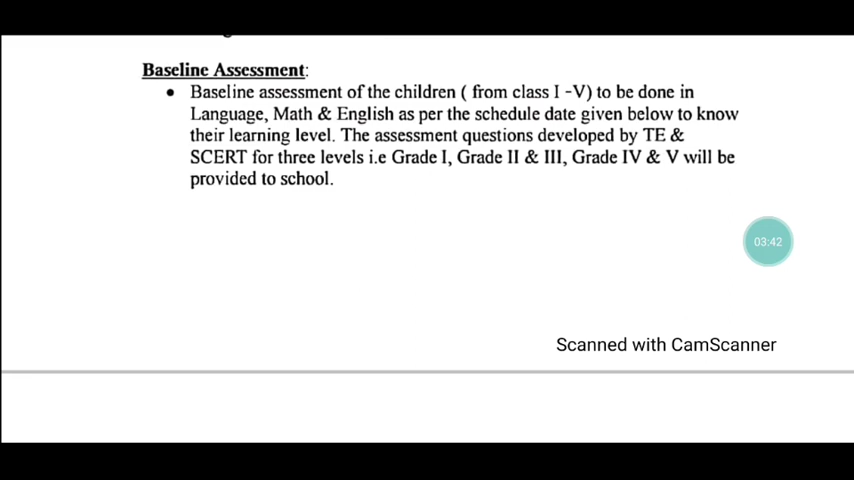 Baseline Assessment:
• Baseline assessment of the children ( from class I -V) to be done in
Language, Math & English as per the schedule date given below to know
their learning level. The assessment questions developed by TE &
SCERT for three levels i.e Grade I, Grade II & III, Grade IV & V will be
provided to school.
03:42
Scanned with CamScanner